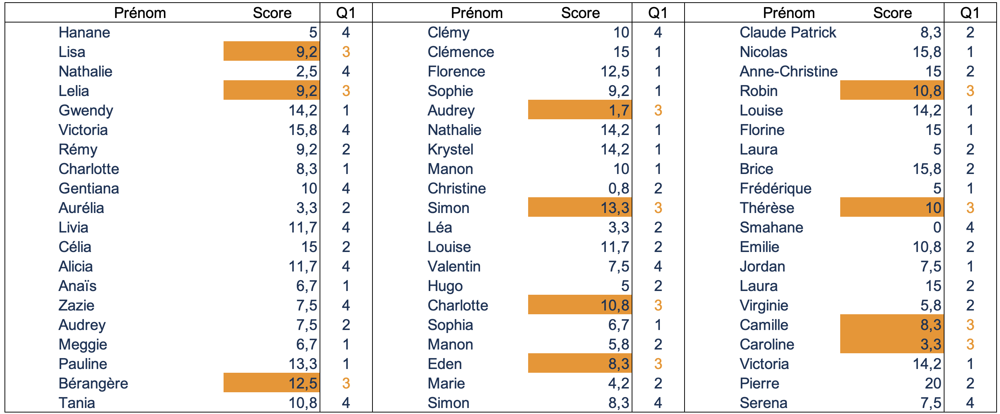 Prénom Score Q1 Prénom Score Q1 Prénom Score Q1
Hanane 5 4 Clémy 10 4 Claude Patrick 8,3 2
Lisa 9,2 3 Clémence 15 1 Nicolas 15,8 1
Nathalie 2,5 4 Florence 12,5 1 Anne-Christine 15 2
Lelia 9,2 3 Sophie 9,2 1 Robin 10,8 3
Gwendy 14,2 1 Audrey 1,7 3 Louise 14,2 1
Victoria 15,8 4 Nathalie 14,2 1 Florine 15 1
Rémy 9,2 2 Krystel 14,2 1 Laura 5 2
Charlotte 8,3 1 Manon 10 1 Brice 15,8 2
Gentiana 10 4 Christine 0,8 2 Frédérique 5 1
Aurélia 3,3 2 Simon 13,3 3 Thérèse 10 3
Livia 11,7 4 Léa 3,3 2 Smahane 0 4
Célia 15 2 Louise 11,7 2 Emilie 10,8 2
Alicia 11,7 4 Valentin 7,5 4 Jordan 7,5 1
Anaïs 6,7 1 Hugo 5 2 Laura 15 2
Zazie 7,5 4 Charlotte 10,8 3 Virginie 5,8 2
Audrey 7,5 2 Sophia 6,7 1 Camille 8,3 3
Meggie 6,7 1 Manon 5,8 2 Caroline 3,3 3
Pauline 13,3 1 Eden 8,3 3 Victoria 14,2 1
Bérangère 12,5 3 Marie 4,2 2 Pierre 20 2
Tania 10,8 4 Simon 8,3 4 Serena 7,5 4